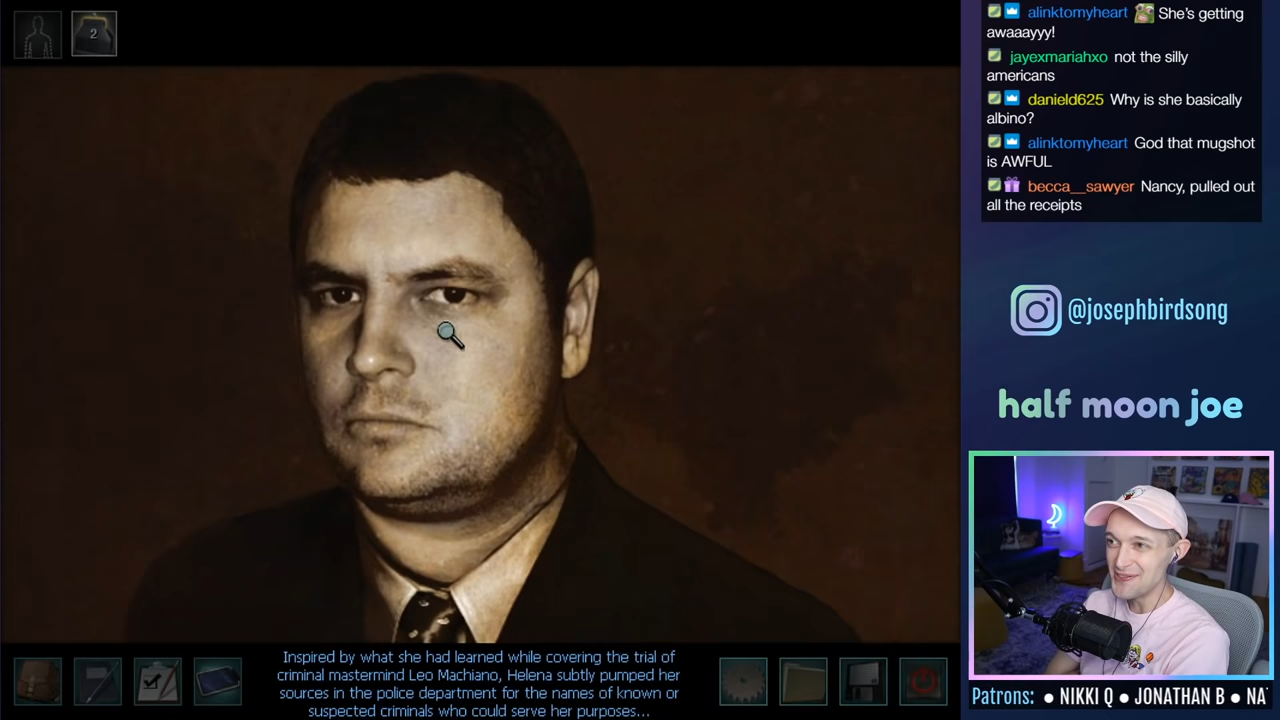 2
alinktomyheart She's getting
awaaayyy!
jayexmariahxo not the silly
americans
danield625 Why is she basically
albino?
alinktomyheart God that mugshot
is AWFUL
becca__sawyer Nancy, pulled out
all the receipts
@josephbirdsong
half moon joe
Inspired by what she had learned while covering the trial of
criminal mastermind Leo Machiano, Helena subtly pumped her
sources in the police department for the names of known or
suspected criminals who could serve her purposes...
Patrons: ● NIKKI Q ● JONATHAN B ● NA